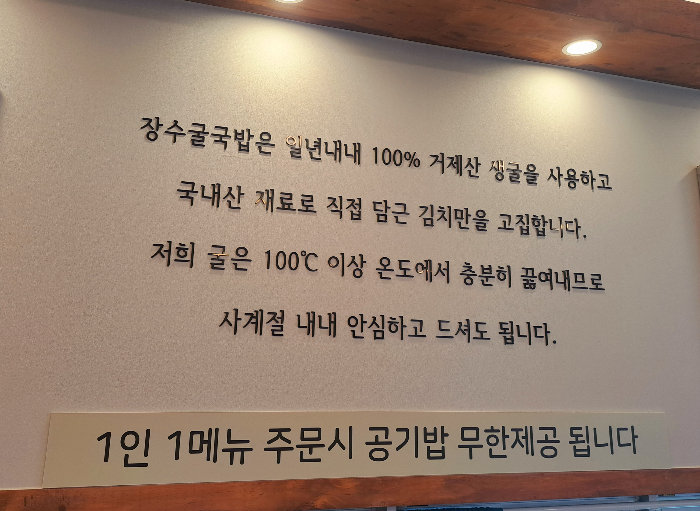 장수굴국밥은 일년내내 100% 거제산 생굴을 사용하고
국내산 재료로 직접 담근 김치만을 고집합니다.
저희 굴은 100℃ 이상 온도에서 충분히 끓여내므로
사계절 내내 안심하고 드셔도 됩니다.
1인 1메뉴 주문시 공기밥 무한제공 됩니다